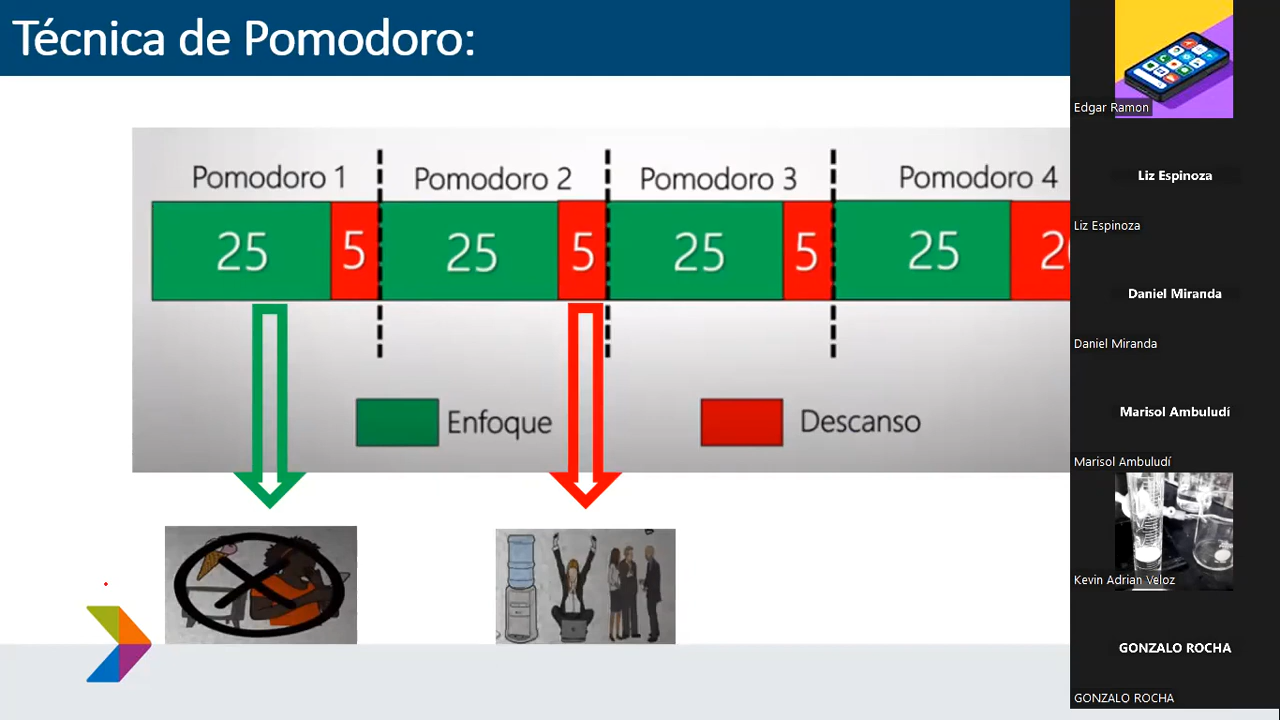 Técnica de Pomodoro:
Pomodoro 1
Pomodoro 2
Pomodoro 3
Pomodoro 4
25
5
25
5
25
5
25
Enfoque
Descanso
Edgar Ramon
Liz Espinoza
Liz Espinoza
Daniel Miranda
Daniel Miranda
Marisol Ambuludí
Marisol Ambuludí
Kevin Adrian Veloz
GONZALO ROCHA
GONZALO ROCHA